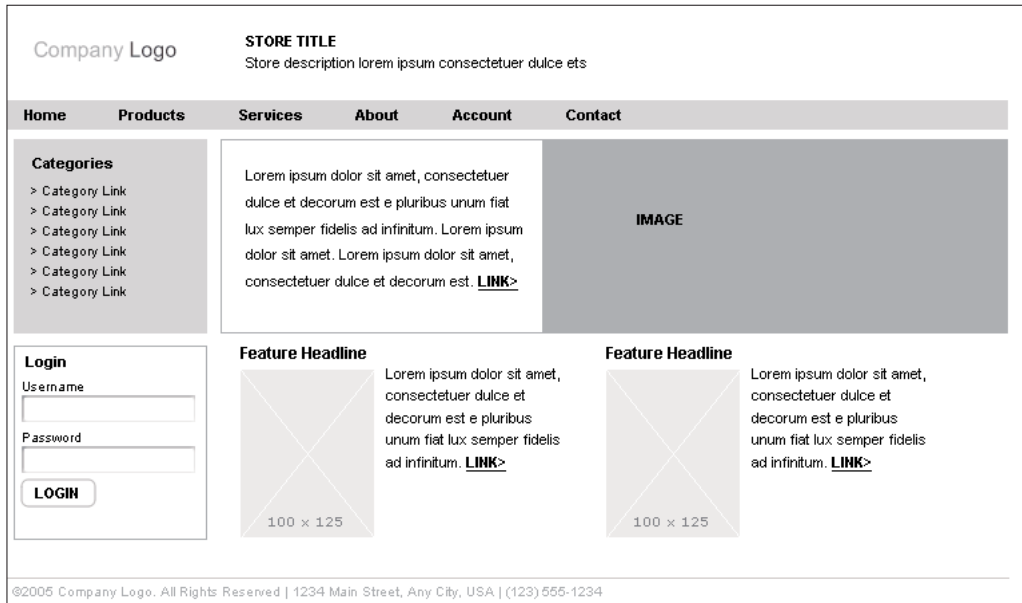 Company Logo
STORE TITLE
Store description lorem ipsum consectetuer dulce ets
Home Products Services About Account Contact
Categories
> Category Link
> Category Link
> Category Link
> Category Link
> Category Link
> Category Link
Lorem ipsum dolor sit amet, consectetuer
dulce et decorum est e pluribus unum fiat
lux semper fidelis ad infinitum. Lorem ipsum
dolor sit amet. Lorem ipsum dolor sit amet,
consectetuer dulce et decorum est. LINK>
IMAGE
Login
Username
Password
LOGIN
Feature Headline
Lorem ipsum dolor sit amet,
consectetuer dulce et
decorum est e pluribus
unum fiat lux semper fidelis
ad infinitum. LINK>
100 x 125
Feature Headline
Lorem ipsum dolor sit amet,
consectetuer dulce et
decorum est e pluribus
unum fiat lux semper fidelis
ad infinitum. LINK>
100 x 125
©2005 Company Logo. All Rights Reserved | 1234 Main Street, Any City, USA | (123) 555-1234